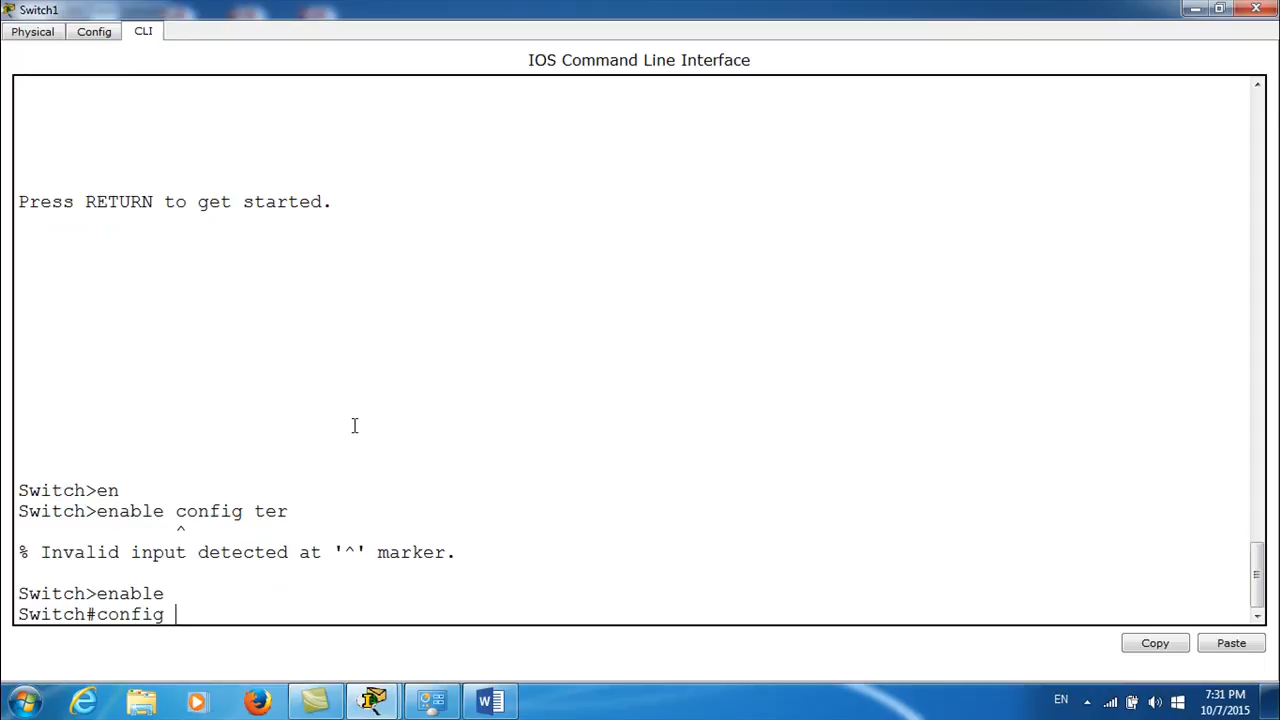 Switch1
Physical
Config
CLI
IOS Command Line Interface
Press RETURN to get started.
Switch>en
Switch>enable config ter
^
% Invalid input detected at '^' marker.
Switch>enable
Switch#config
Copy
Paste
EN
7:31 PM
10/7/2015